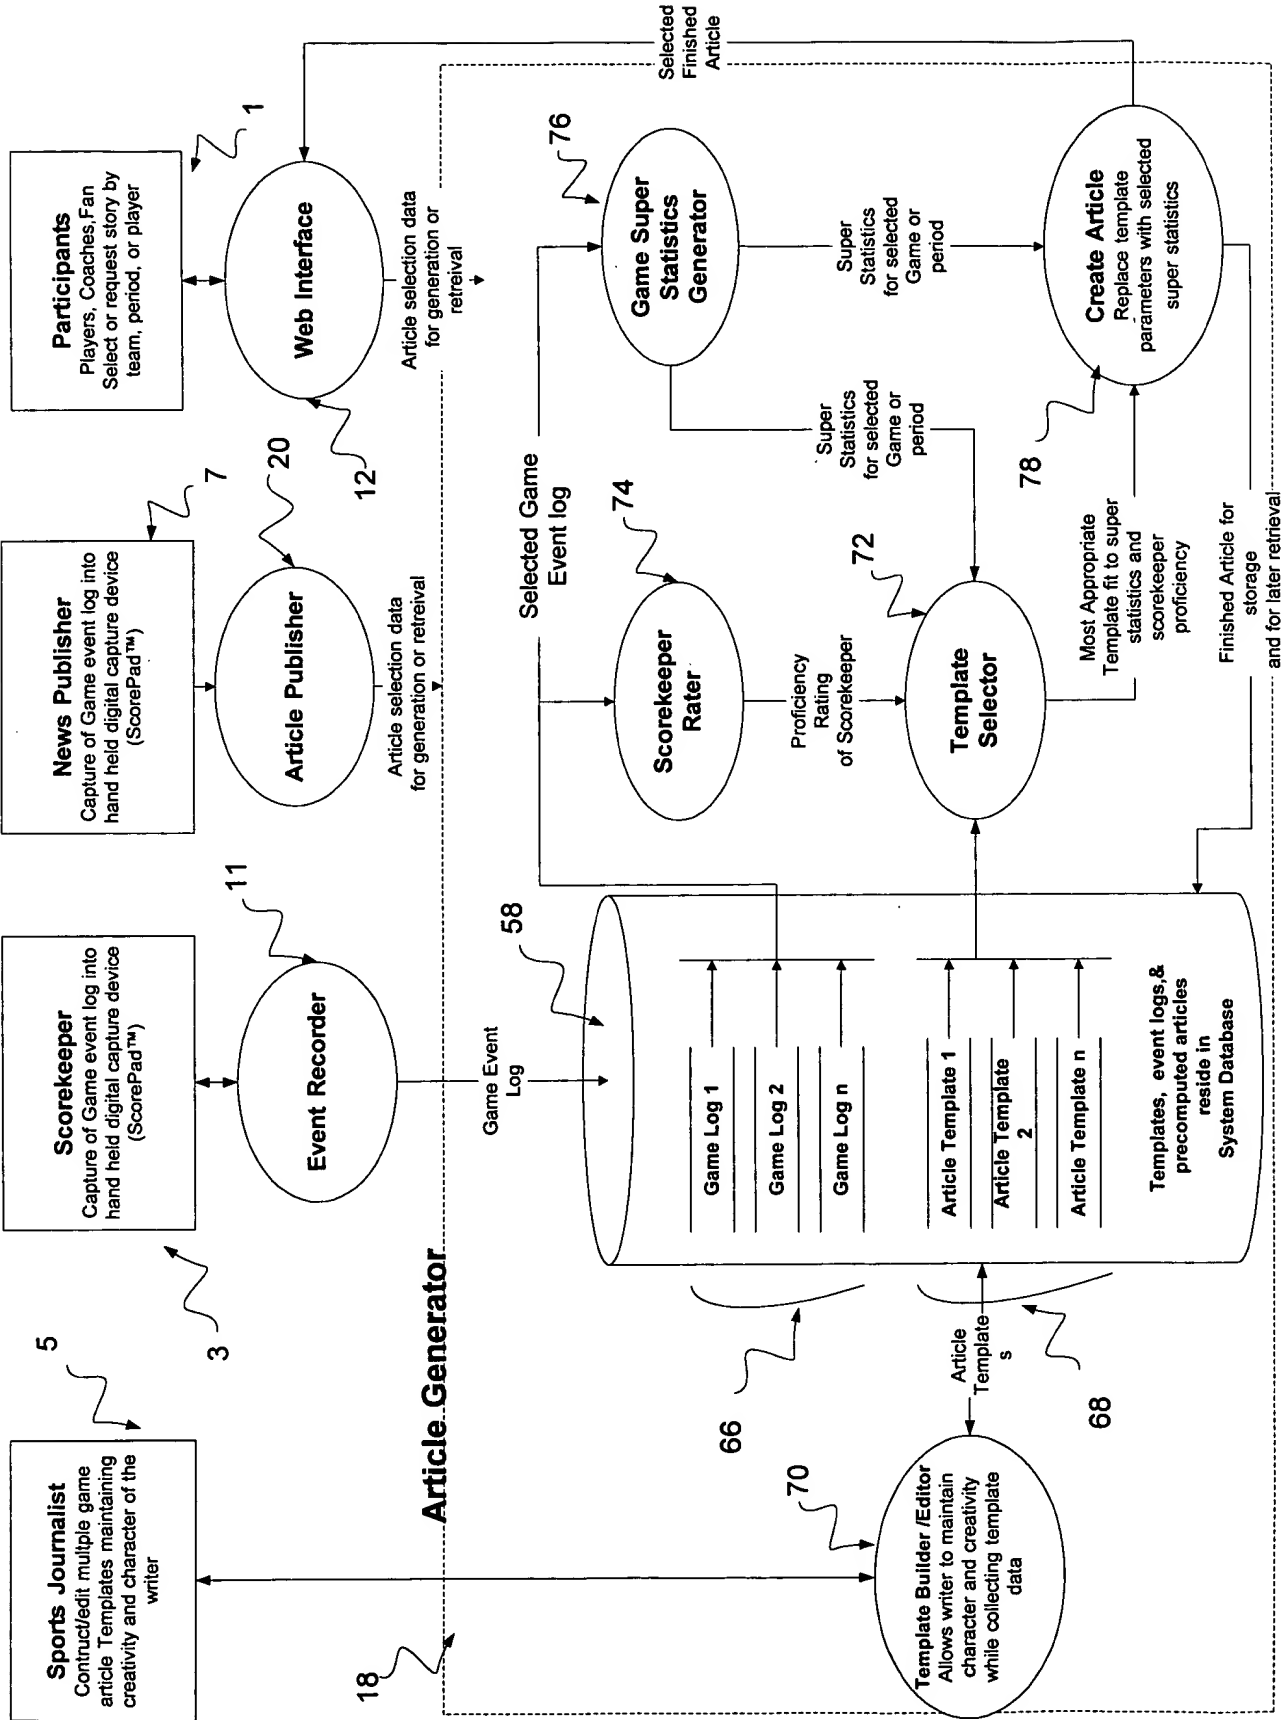 Sports Journalist
Contruct/edit multple game
article Templates maintaining
creativity and character of the
writer
5
Scorekeeper
Capture of Game event log into
hand held digital capture device
(ScorePad™)
3
News Publisher
Capture of Game event log into
hand held digital capture device
(ScorePad™)
7
Participants
Players, Coaches,Fan
Select or request story by
team, period, or player
1
Event Recorder
11
Article Publisher
20
Web Interface
12
Game Event
Log
Article selection data
for generation or retreival
Article selection data
for generation or
retreival
Selected
Finished
Article
Article Generator
18
58
Selected Game
Event log
Game Log 1
Game Log 2
Game Log n
66
Scorekeeper
Rater
74
Game Super
Statistics
Generator
76
Proficiency
Rating
of Scorekeeper
Super
Statistics
for selected
Game or
period
Super
Statistics
for selected
Game or
period
Template Builder /Editor
Allows writer to maintain
character and creativity
while collecting template
data
70
Article
Template
s
68
Article Template 1
Article Template
2
Article Template n
Template
Selector
72
Most Appropriate
Template fit to super
statistics and
scorekeeper
proficiency
Create Article
Replace template
parameters with selected
super statistics
78
Templates, event logs,&
precomputed articles
reside in
System Database
Finished Article for
storage
and for later retrieval